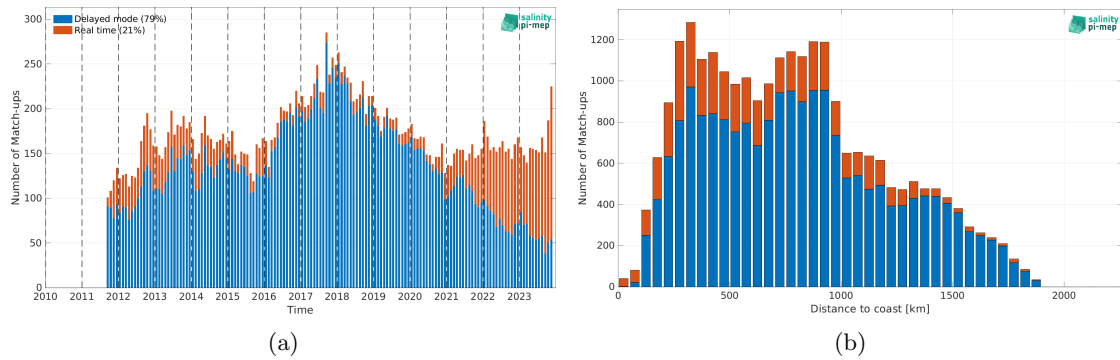 Delayed mode (79%)
Real time (21%)
salinity
pi-mep
Number of Match-ups
300
250
200
150
100
50
0
2010 2011 2012 2013 2014 2015 2016 2017 2018 2019 2020 2021 2022 2023
Time
(a)
salinity
pi-mep
Number of Match-ups
1200
1000
800
600
400
200
0
0 500 1000 1500 2000
Distance to coast [km]
(b)